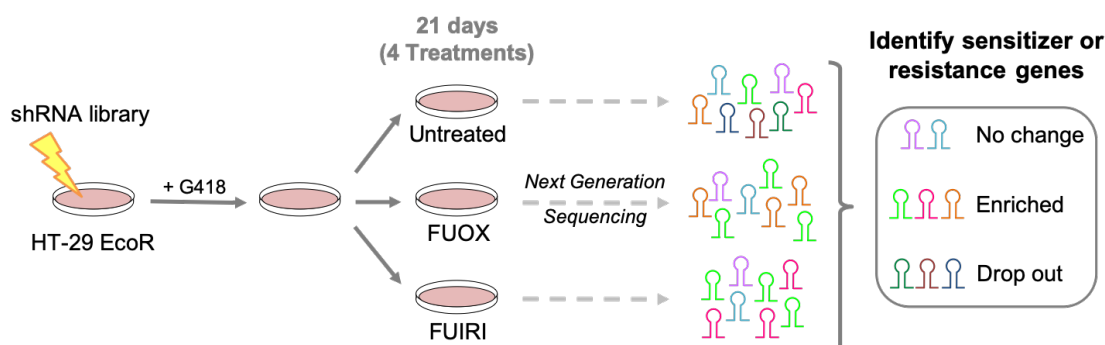 21 days
(4 Treatments)
Identify sensitizer or
resistance genes
shRNA library
Untreated
No change
+ G418
Next Generation
Sequencing
Enriched
HT-29 EcoR
FUOX
Drop out
FUIRI